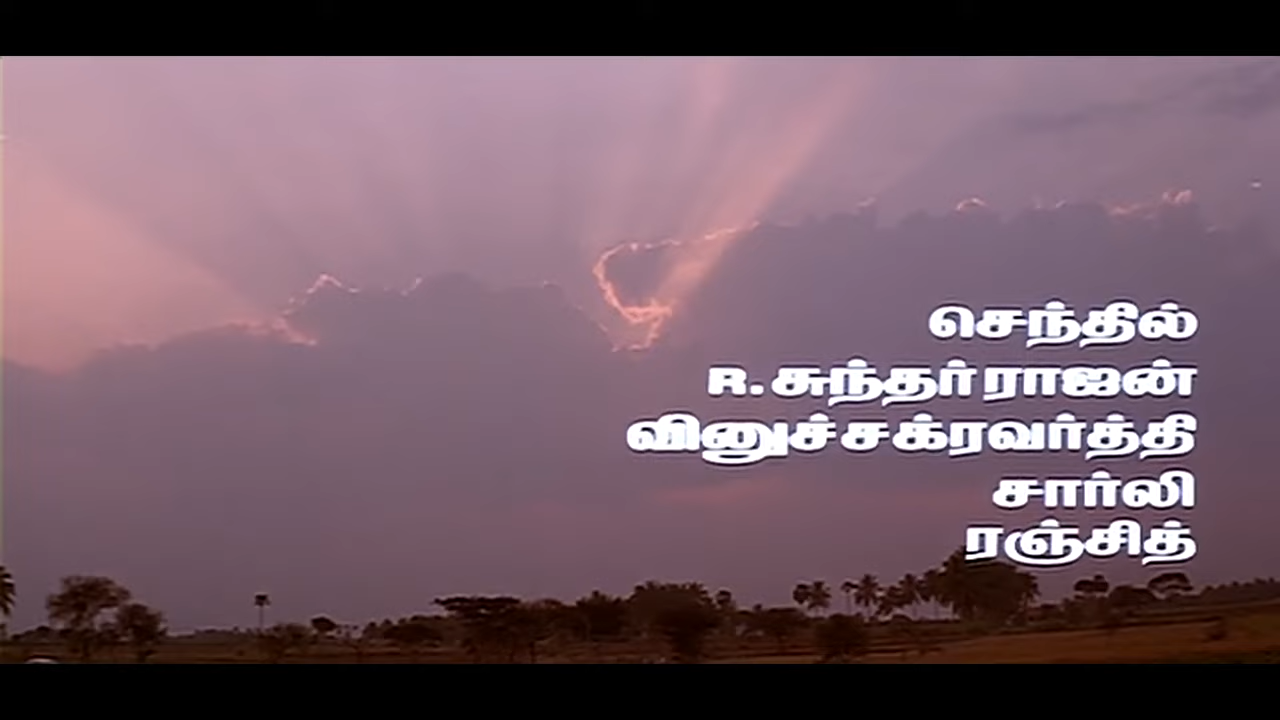 செந்தில்
R. சுந்தர் ராஜன்
வினுச்சக்ரவர்த்தி
சார்லி
ரஞ்சித்